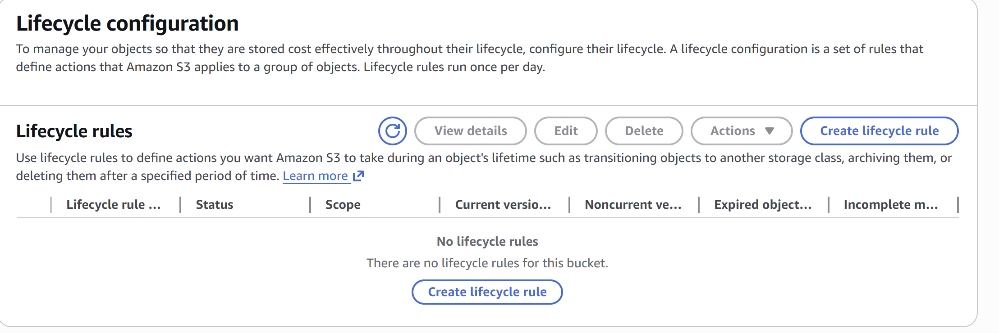 Lifecycle configuration
To manage your objects so that they are stored cost effectively throughout their lifecycle, configure their lifecycle. A lifecycle configuration is a set of rules that
define actions that Amazon S3 applies to a group of objects. Lifecycle rules run once per day.
Lifecycle rules
View details
Edit
Delete
Actions
Create lifecycle rule
Use lifecycle rules to define actions you want Amazon S3 to take during an object's lifetime such as transitioning objects to another storage class, archiving them, or
deleting them after a specified period of time. Learn more
Lifecycle rule ...
Status
Scope
Current versio...
Noncurrent ve...
Expired object...
Incomplete m...
No lifecycle rules
There are no lifecycle rules for this bucket.
Create lifecycle rule